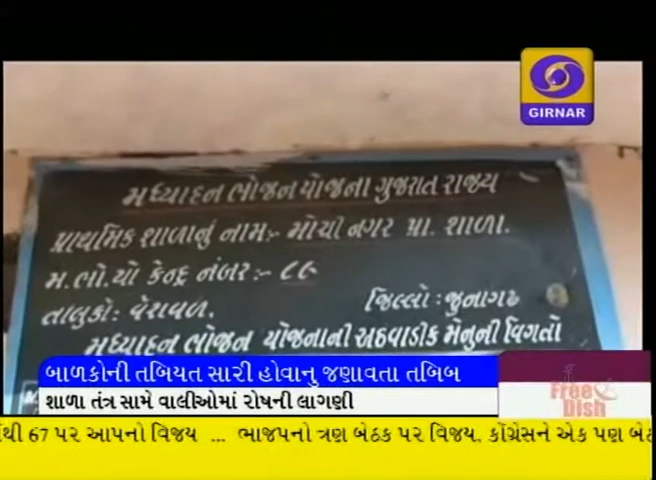 GIRNAR
મધ્યાહન ભોજન યોજના ગુજરાત રાજ્ય
પ્રાથમિક શાળાનું નામ:- મોચી નગર પ્રા. શાળા.
મ.ભો.યો કેન્દ્ર નંબર:- ૮૯
તાલુકો: વેરાવળ. જિલ્લો: જુનાગઢ
મધ્યાહન ભોજન યોજનાની અઠવાડીક મેનુની વિગતો
બાળકોની તબિયત સારી હોવાનુ જણાવતા તબિબ
શાળા તંત્ર સામે વાલીઓમાં રોષની લાગણી
Free Dish
67 પર આપનો વિજય ... ભાજપનો ત્રણ બેઠક પર વિજય, કોંગ્રેસને એક પણ